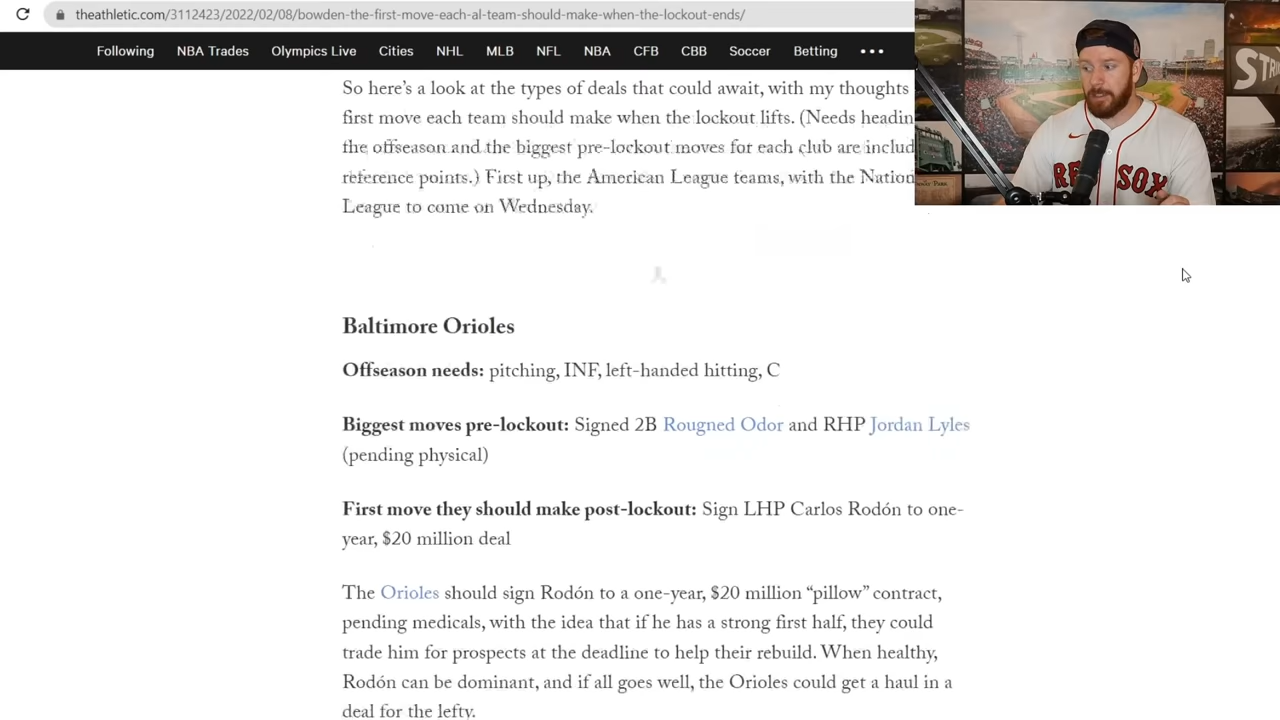 theathletic.com/3112423/2022/02/08/bowden-the-first-move-each-al-team-should-make-when-the-lockout-ends/
Following NBA Trades Olympics Live Cities NHL MLB NFL NBA CFB CBB Soccer Betting •••
So here’s a look at the types of deals that could await, with my thoughts
first move each team should make when the lockout lifts. (Needs headin
the offseason and the biggest pre-lockout moves for each club are includ
reference points.) First up, the American League teams, with the Nation
League to come on Wednesday.
Baltimore Orioles
Offseason needs: pitching, INF, left-handed hitting, C
Biggest moves pre-lockout: Signed 2B Rougned Odor and RHP Jordan Lyles
(pending physical)
First move they should make post-lockout: Sign LHP Carlos Rodón to one-
year, $20 million deal
The Orioles should sign Rodón to a one-year, $20 million “pillow” contract,
pending medicals, with the idea that if he has a strong first half, they could
trade him for prospects at the deadline to help their rebuild. When healthy,
Rodón can be dominant, and if all goes well, the Orioles could get a haul in a
deal for the lefty.
STRI
RED SOX